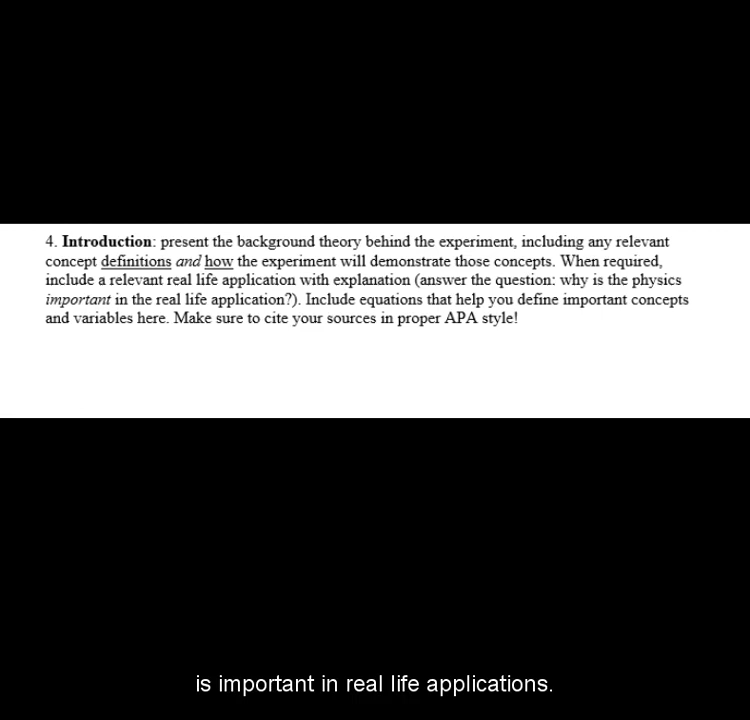 4. Introduction: present the background theory behind the experiment, including any relevant
concept definitions and how the experiment will demonstrate those concepts. When required,
include a relevant real life application with explanation (answer the question: why is the physics
important in the real life application?). Include equations that help you define important concepts
and variables here. Make sure to cite your sources in proper APA style!
is important in real life applications.